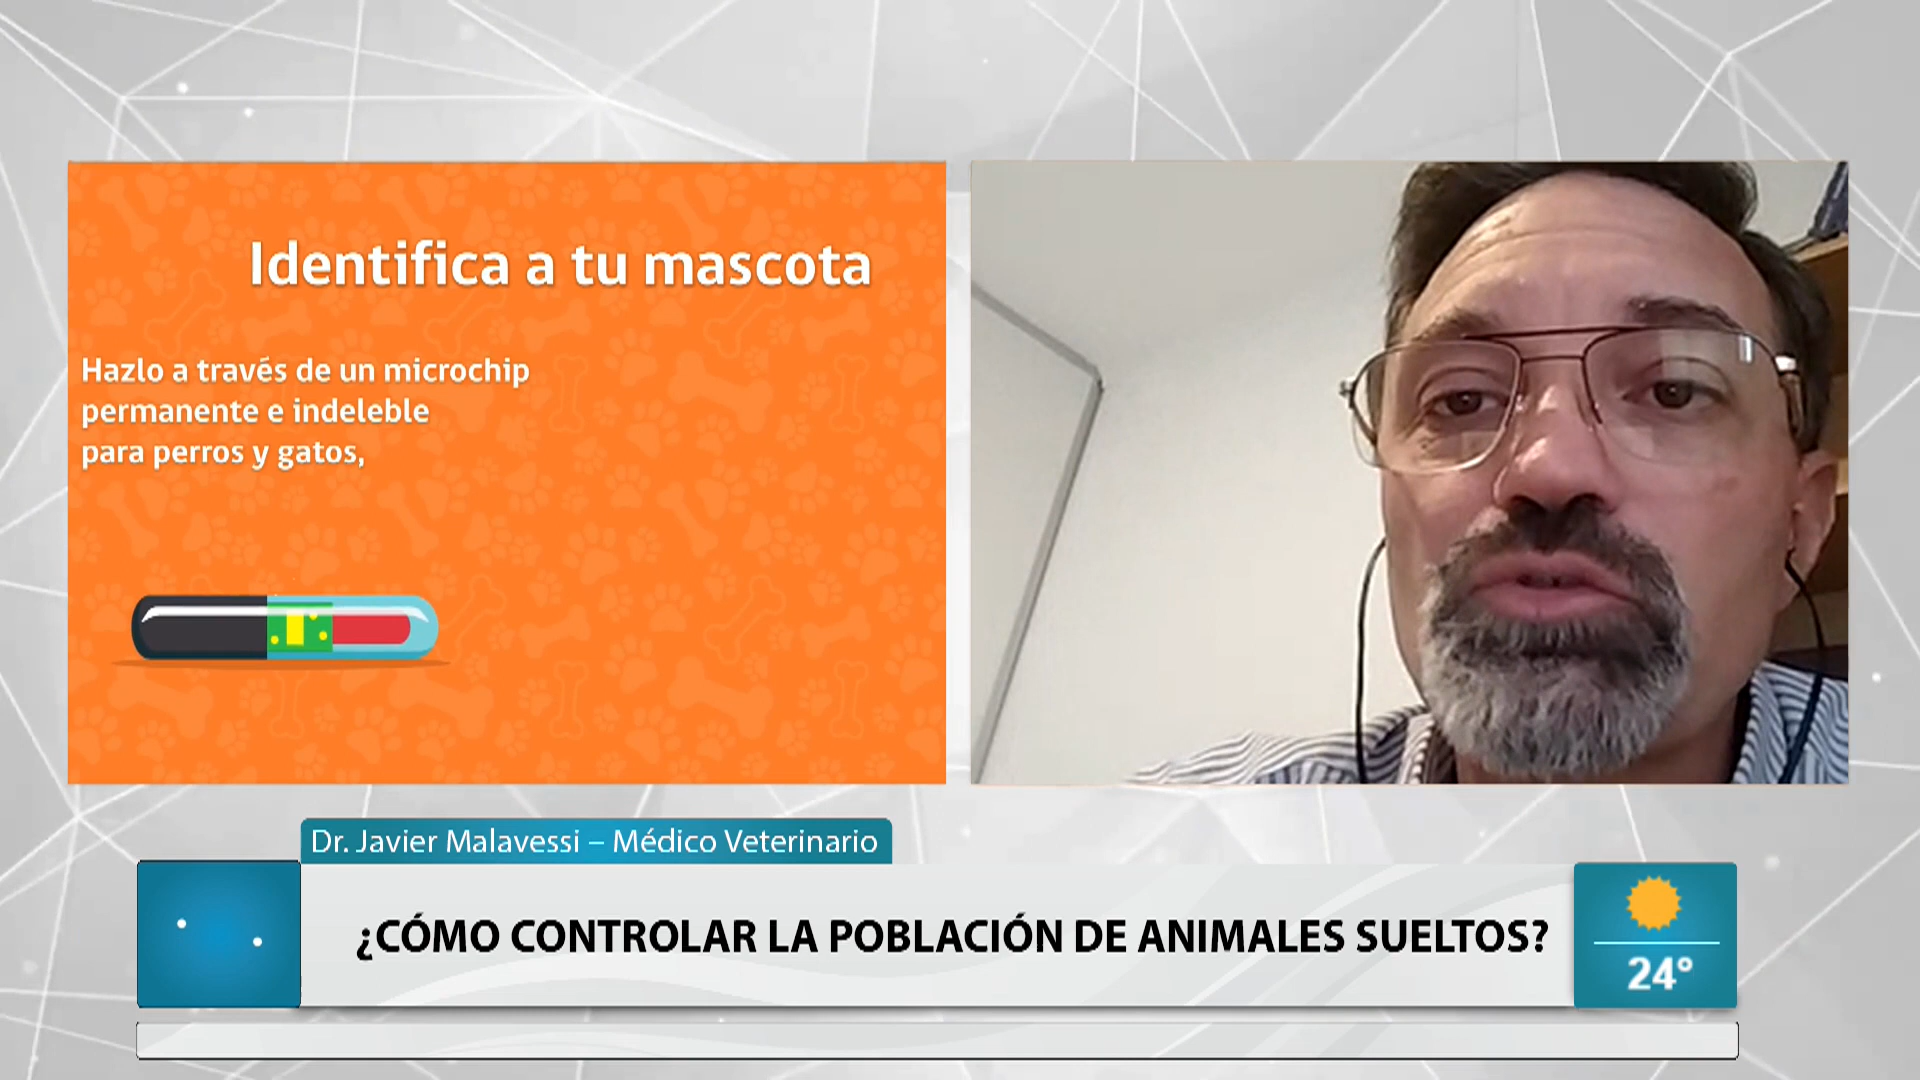 Identifica a tu mascota
Hazlo a través de un microchip
permanente e indeleble
para perros y gatos,
Dr. Javier Malavessi – Médico Veterinario
¿CÓMO CONTROLAR LA POBLACIÓN DE ANIMALES SUELTOS?
24°